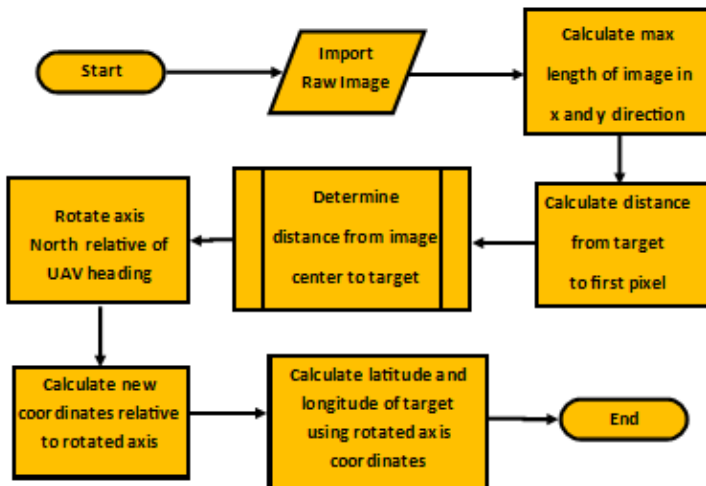 Start
Import
Raw Image
Calculate max
length of image in
x and y direction
Calculate distance
from target
to first pixel
Determine
distance from image
center to target
Rotate axis
North relative of
UAV heading
Calculate new
coordinates relative
to rotated axis
Calculate latitude and
longitude of target
using rotated axis
coordinates
End